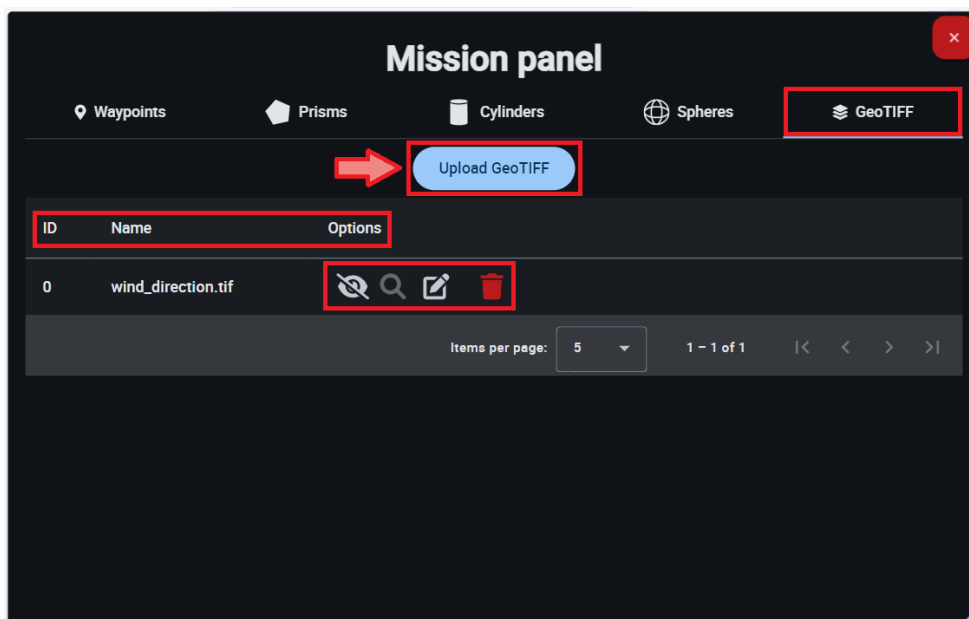 Mission panel
Waypoints Prisms Cylinders Spheres GeoTIFF
Upload GeoTIFF
ID Name Options
0 wind_direction.tif
Items per page: 5 1 – 1 of 1